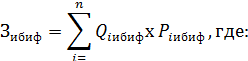 Зибиф = ∑ i= n Qiибиф х Piибиф, где: